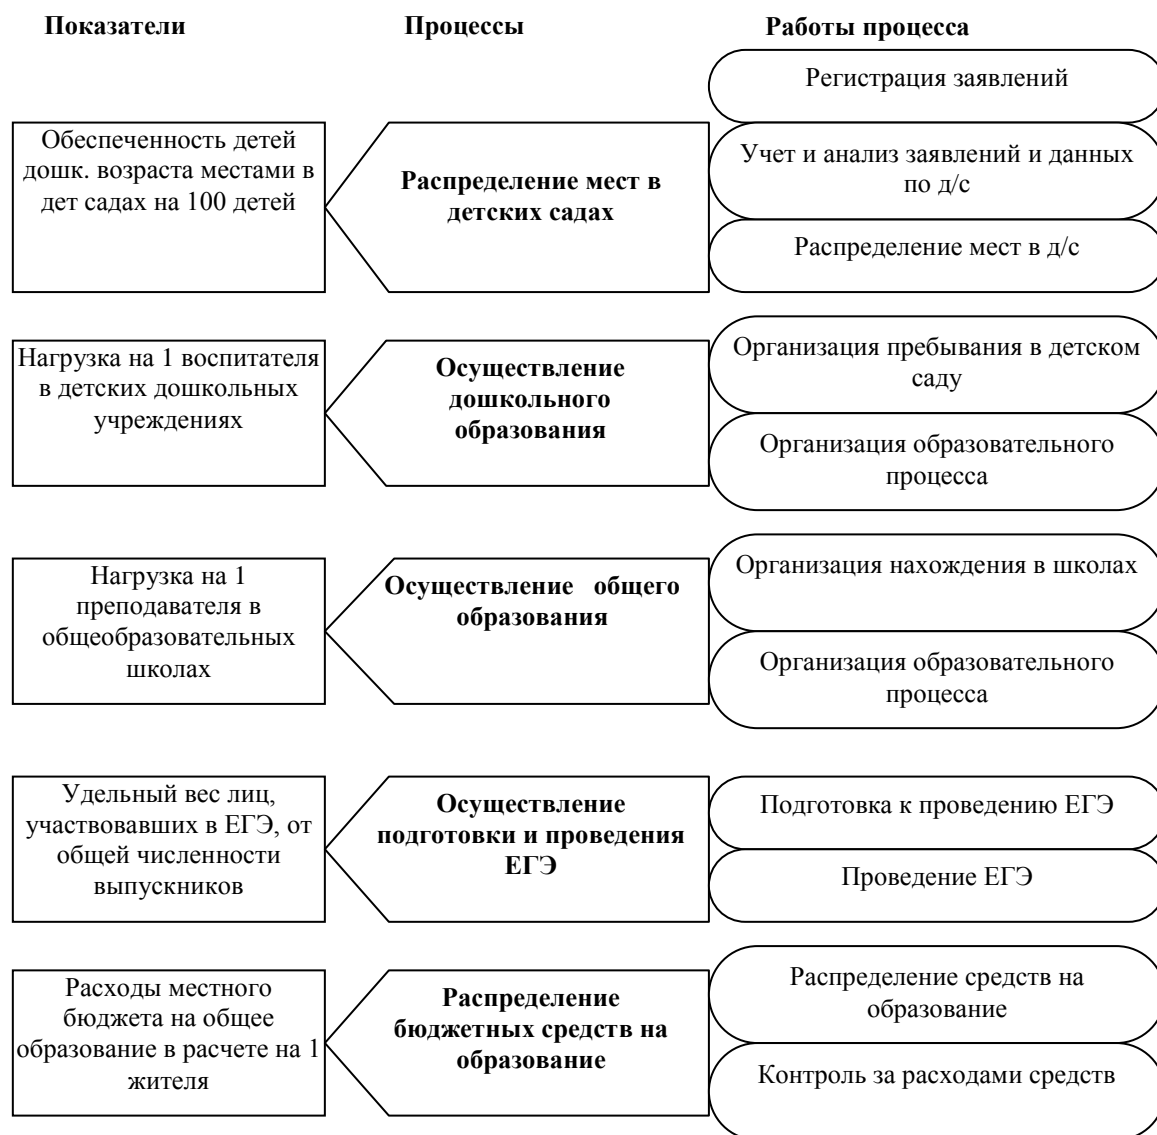 Показатели
Процессы
Работы процесса
Обеспеченность детей
дошк. возраста местами в
дет садах на 100 детей
Распределение мест в
детских садах
Регистрация заявлений
Учет и анализ заявлений и данных
по д/с
Распределение мест в д/с
Нагрузка на 1 воспитателя
в детских дошкольных
учреждениях
Осуществление
дошкольного
образования
Организация пребывания в детском
саду
Организация образовательного
процесса
Нагрузка на 1
преподавателя в
общеобразовательных
школах
Осуществление общего
образования
Организация нахождения в школах
Организация образовательного
процесса
Удельный вес лиц,
участвовавших в ЕГЭ, от
общей численности
выпускников
Осуществление
подготовки и проведения
ЕГЭ
Подготовка к проведению ЕГЭ
Проведение ЕГЭ
Расходы местного
бюджета на общее
образование в расчете на 1
жителя
Распределение
бюджетных средств на
образование
Распределение средств на
образование
Контроль за расходами средств